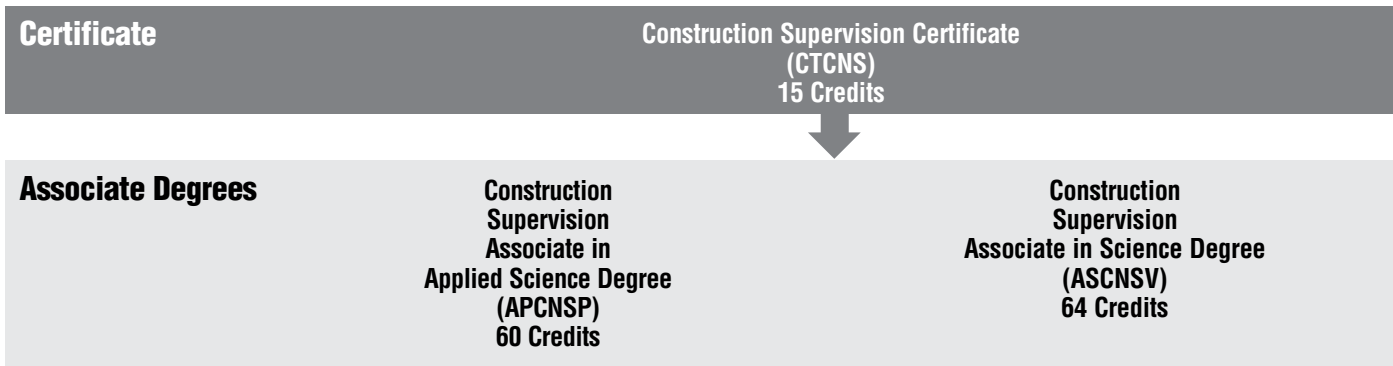 Certificate
Construction Supervision Certificate
(CTCNS)
15 Credits
Associate Degrees
Construction
Supervision
Associate in
Applied Science Degree
(APCNSP)
60 Credits
Construction
Supervision
Associate in Science Degree
(ASCNSV)
64 Credits